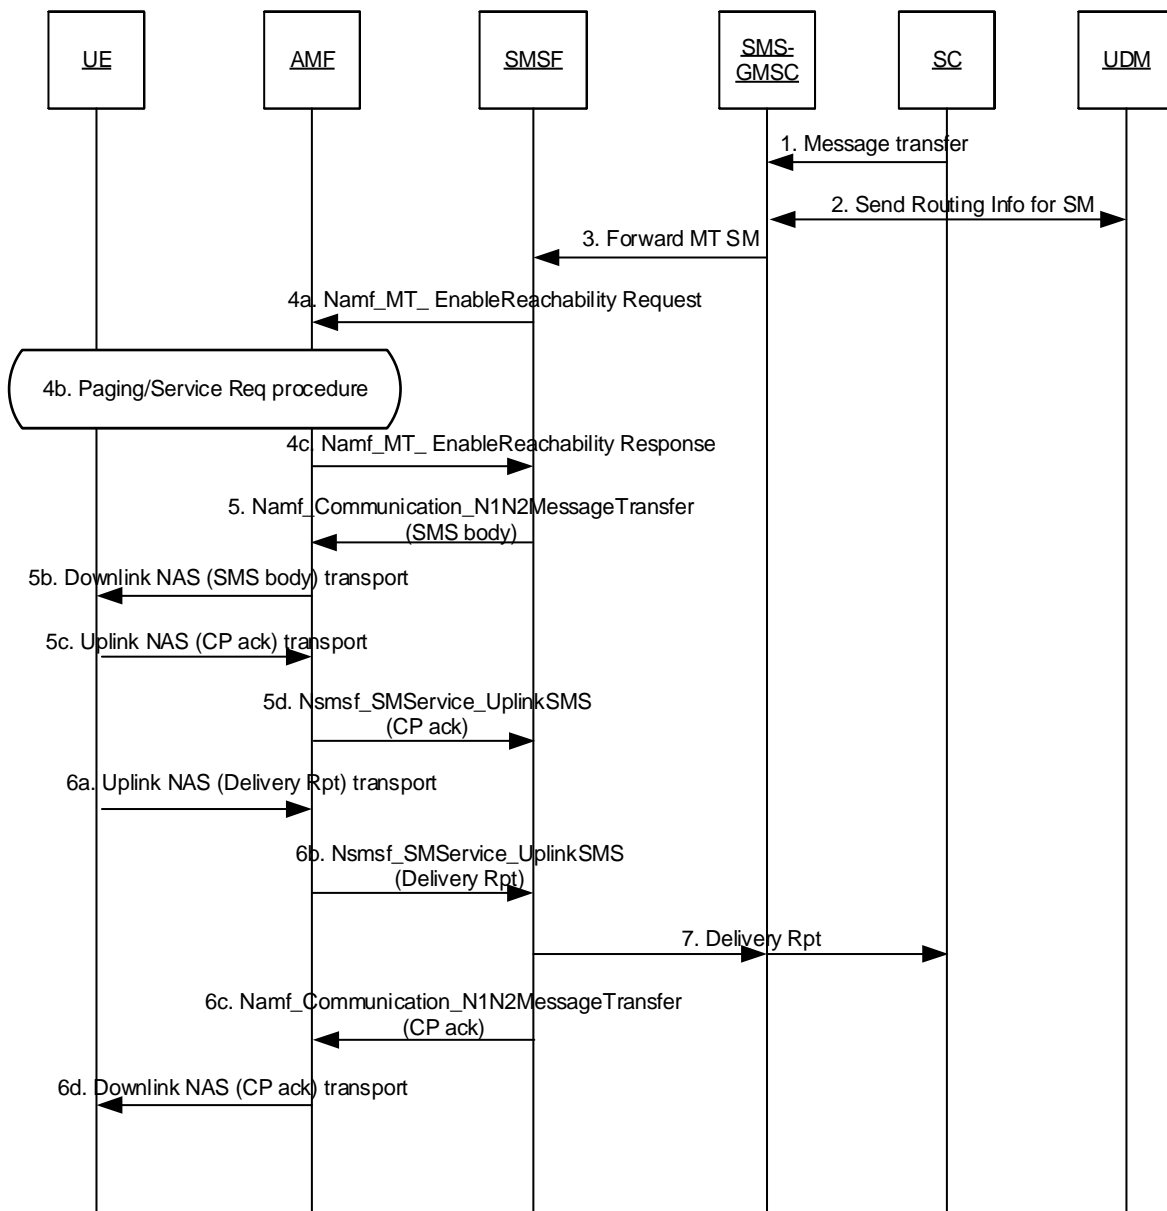 UE
AMF
SMSF
SMS-
GMSC
SC
UDM
1. Message transfer
2. Send Routing Info for SM
3. Forward MT SM
4a. Namf_MT_ EnableReachability Request
4b. Paging/Service Req procedure
4c. Namf_MT_ EnableReachability Response
5. Namf_Communication_N1N2MessageTransfer
(SMS body)
5b. Downlink NAS (SMS body) transport
5c. Uplink NAS (CP ack) transport
5d. Nsmsf_SMService_UplinkSMS
(CP ack)
6a. Uplink NAS (Delivery Rpt) transport
6b. Nsmsf_SMService_UplinkSMS
(Delivery Rpt)
7. Delivery Rpt
6c. Namf_Communication_N1N2MessageTransfer
(CP ack)
6d. Downlink NAS (CP ack) transport